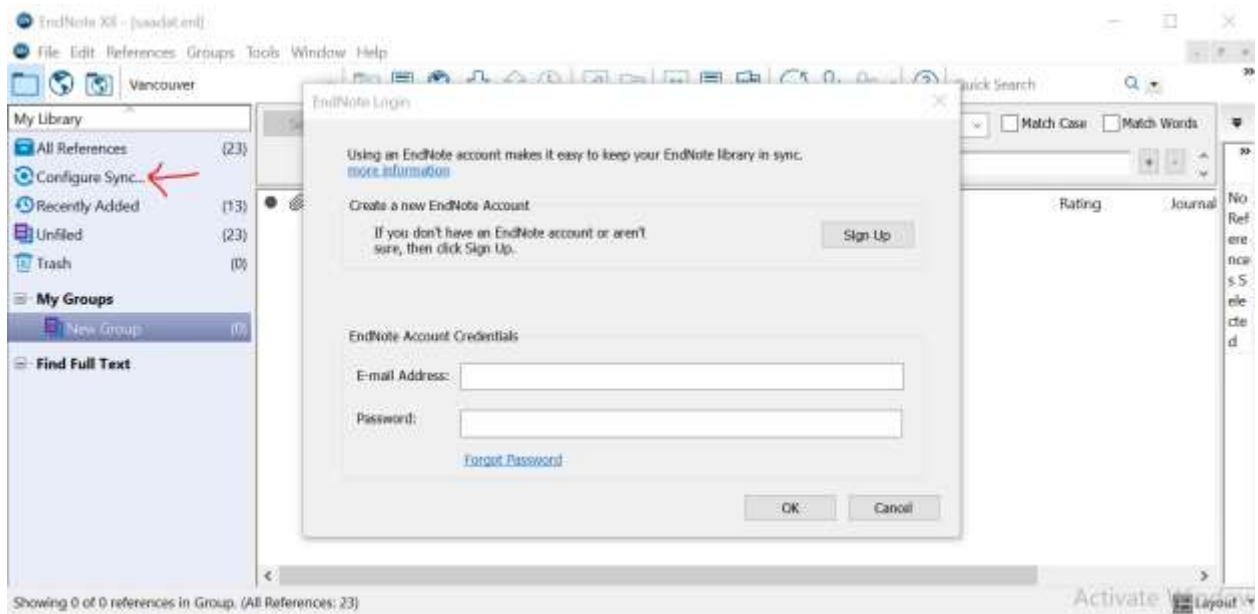 EndNote X8 - [saadat.enl]
File Edit References Groups Tools Window Help
Vancouver
Quick Search
My Library
All References (23)
Configure Sync...
Recently Added (13)
Unfiled (23)
Trash (0)
My Groups
New Group (0)
Find Full Text
EndNote Login
Using an EndNote account makes it easy to keep your EndNote library in sync.
more information
Create a new EndNote Account
If you don't have an EndNote account or aren't
sure, then click Sign Up.
Sign Up
EndNote Account Credentials
E-mail Address:
Password:
Forgot Password
OK Cancel
Match Case Match Words
Rating Journal
No
Ref
ere
nce
s S
ele
cte
d
Showing 0 of 0 references in Group. (All References: 23)
Activate
Layout